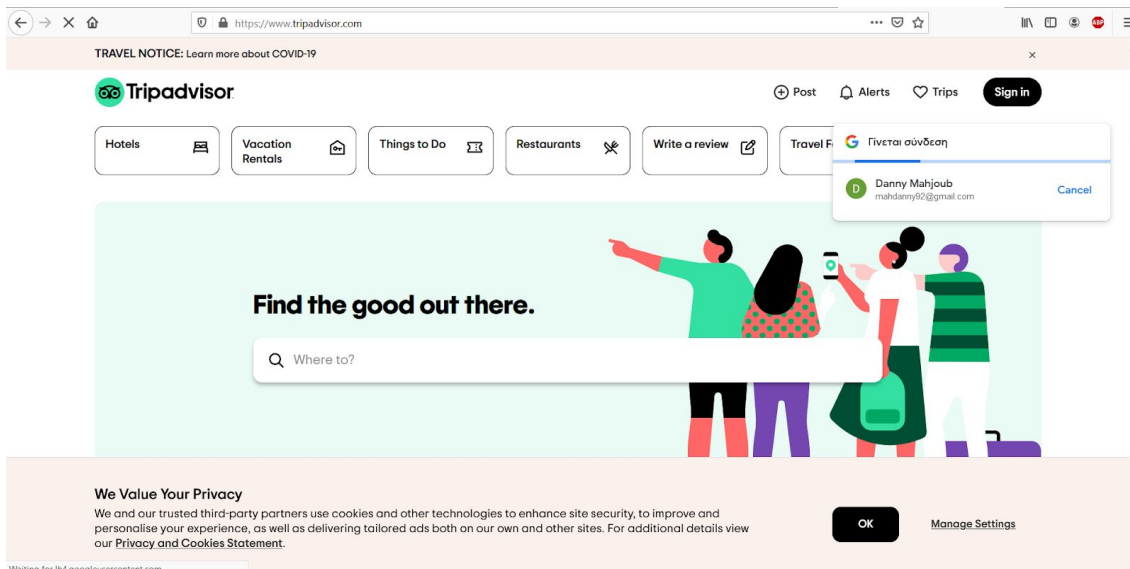 https://www.tripadvisor.com
ABP
TRAVEL NOTICE: Learn more about COVID-19
Tripadvisor
Post
Alerts
Trips
Sign in
Hotels
Vacation
Rentals
Things to Do
Restaurants
Write a review
Travel F
Γίνεται σύνδεση
D
Danny Mahjoub
mahdanny92@gmail.com
Cancel
Find the good out there.
Where to?
We Value Your Privacy
We and our trusted third-party partners use cookies and other technologies to enhance site security, to improve and
personalise your experience, as well as delivering tailored ads both on our own and other sites. For additional details view
our Privacy and Cookies Statement.
OK
Manage Settings